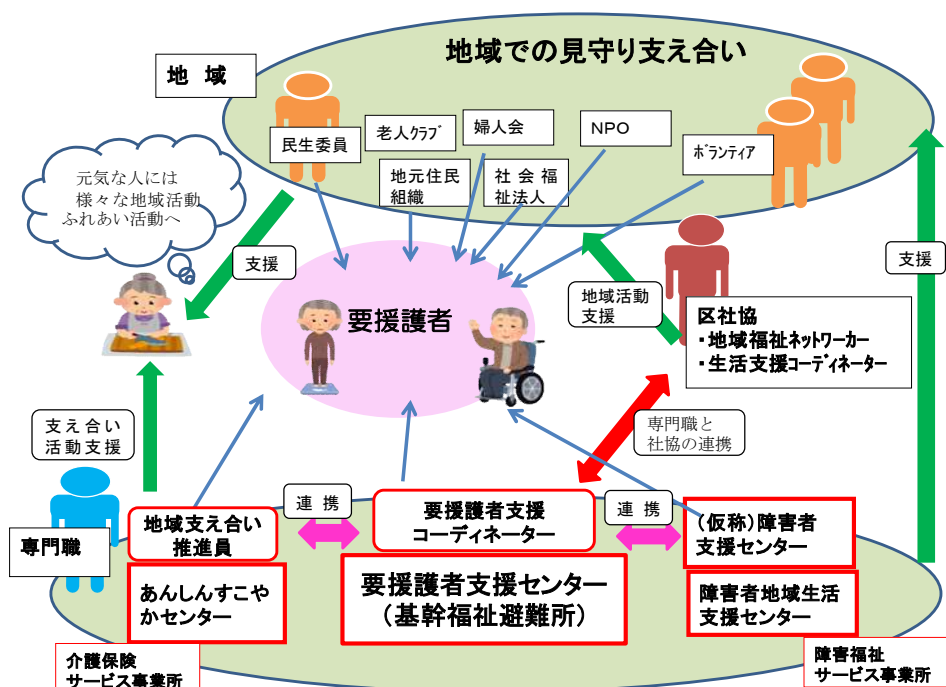 地域での見守り支え合い
地 域
民生委員
老人クラブ
婦人会
NPO
ボランティア
地元住民
組織
社 会 福
祉法人
元気な人には
様々な地域活動
ふれあい活動へ
支援
支援
要援護者
地域活動
支援
区社協
・地域福祉ネットワーカー
・生活支援コーディネーター
支え合い
活動支援
専門職と
社協の連携
専門職
地域支え合い
推進員
連 携
要援護者支援
コーディネーター
連 携
(仮称)障害者
支援センター
あんしんすこや
かセンター
要援護者支援センター
(基幹福祉避難所)
障害者地域生活
支援センター
介護保険
サービス事業所
障害福祉
サービス事業所